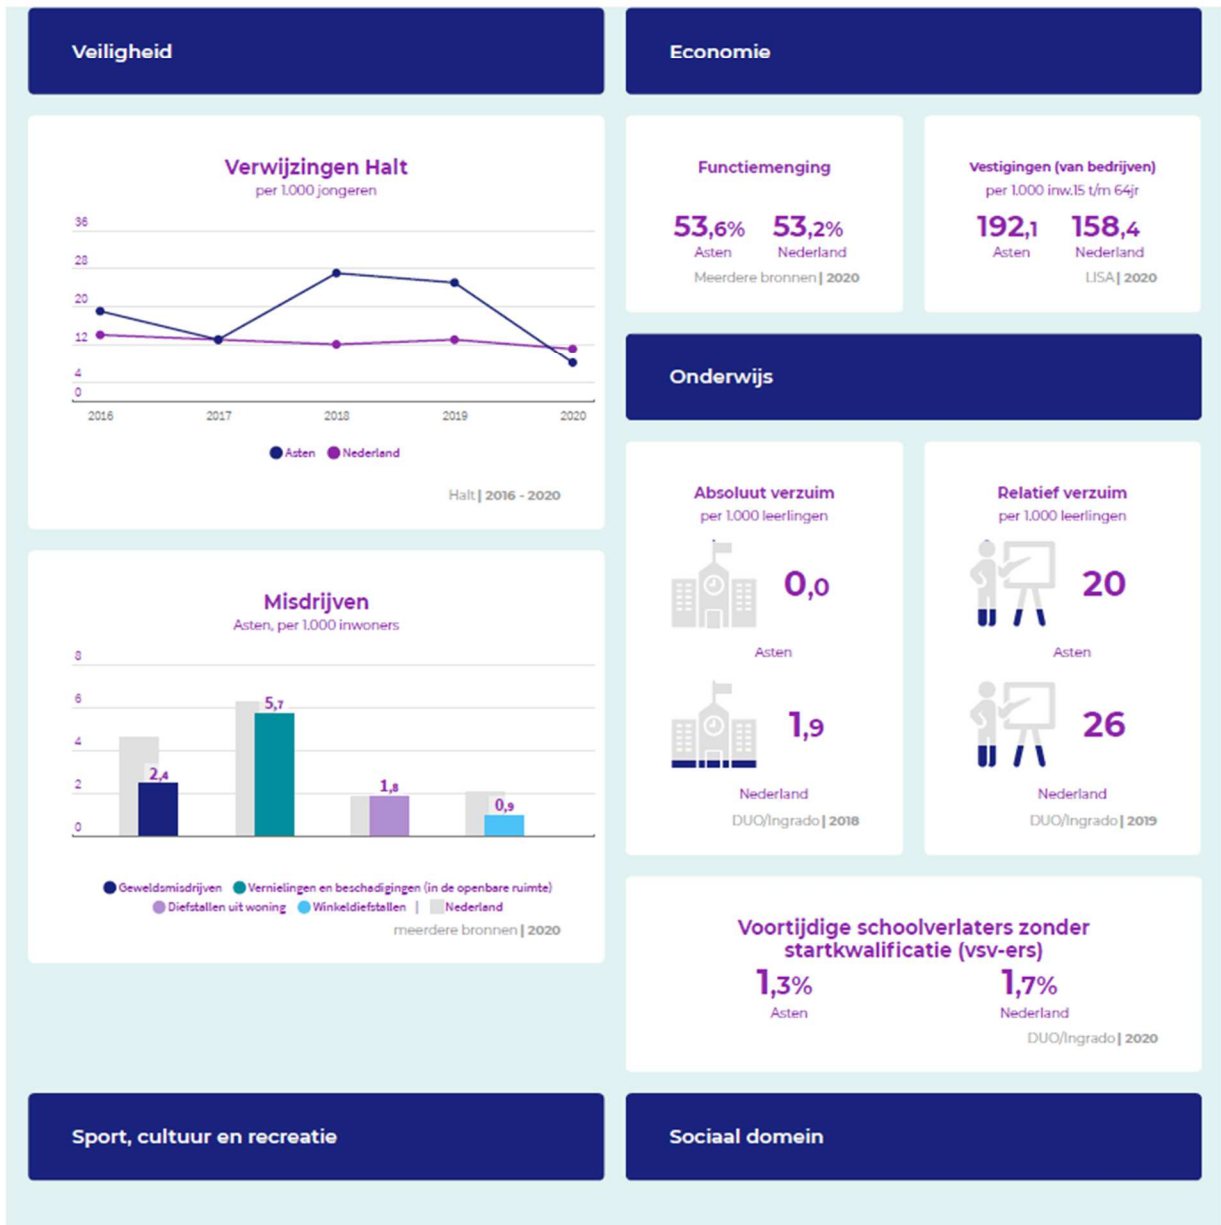 Veiligheid
Verwijzingen Halt
per 1.000 jongeren
36
28
20
12
4
0
2016 2017 2018 2019 2020
Asten Nederland
Halt | 2016 - 2020
Misdrijven
Asten, per 1.000 inwoners
8
6
4
2
0
2,4
5,7
1,8
0,9
Geweldsmisdrijven Vernielingen en beschadigingen (in de openbare ruimte)
Diefstallen uit woning Winkeldiefstallen | Nederland
meerdere bronnen | 2020
Economie
Functiemenging
53,6% 53,2%
Asten Nederland
Meerdere bronnen | 2020
Vestigingen (van bedrijven)
per 1.000 inw.15 t/m 64jr
192,1 158,4
Asten Nederland
LISA | 2020
Onderwijs
Absoluut verzuim
per 1.000 leerlingen
0,0
Asten
1,9
Nederland
DUO/Ingrado | 2018
Relatief verzuim
per 1.000 leerlingen
20
Asten
26
Nederland
DUO/Ingrado | 2019
Voortijdige schoolverlaters zonder
startkwalificatie (vsv-ers)
1,3% 1,7%
Asten Nederland
DUO/Ingrado | 2020
Sport, cultuur en recreatie
Sociaal domein